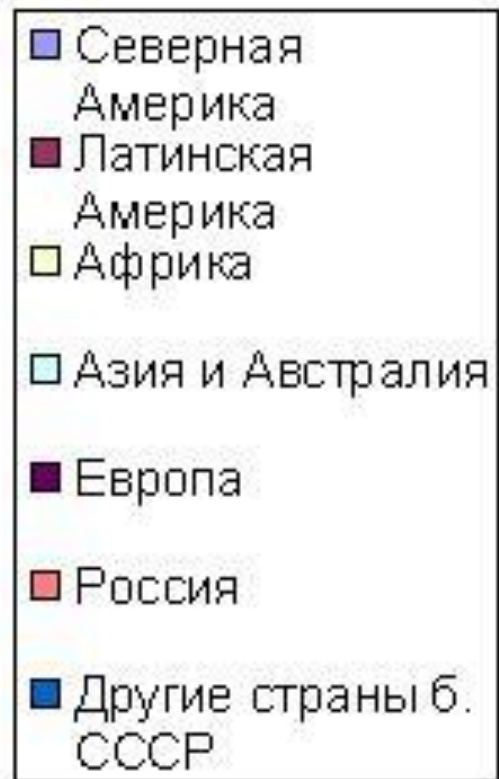 Северная
Америка
Латинская
Америка
Африка
Азия и Австралия
Европа
Россия
Другие страны б.
СССР